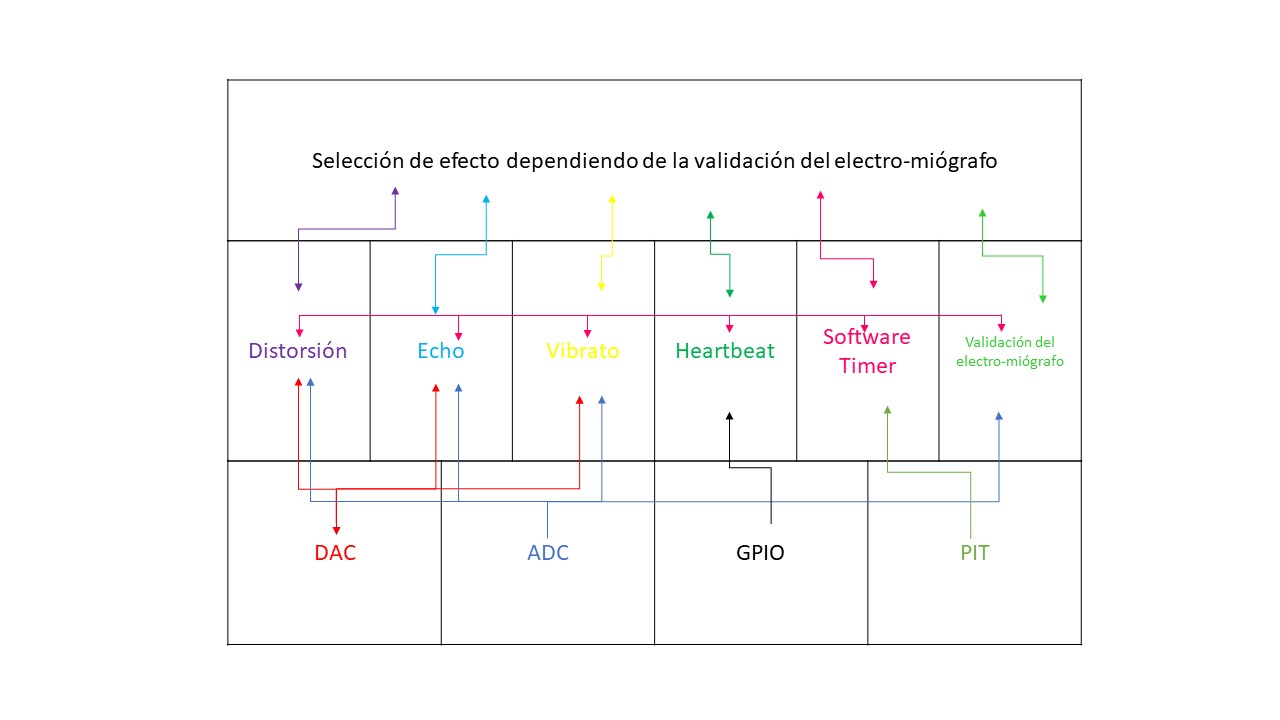 Selección de efecto dependiendo de la validación del electro-miógrafo
Distorsión
Echo
Vibrato
Heartbeat
Software
Timer
Validación del
electro-miógrafo
DAC
ADC
GPIO
PIT